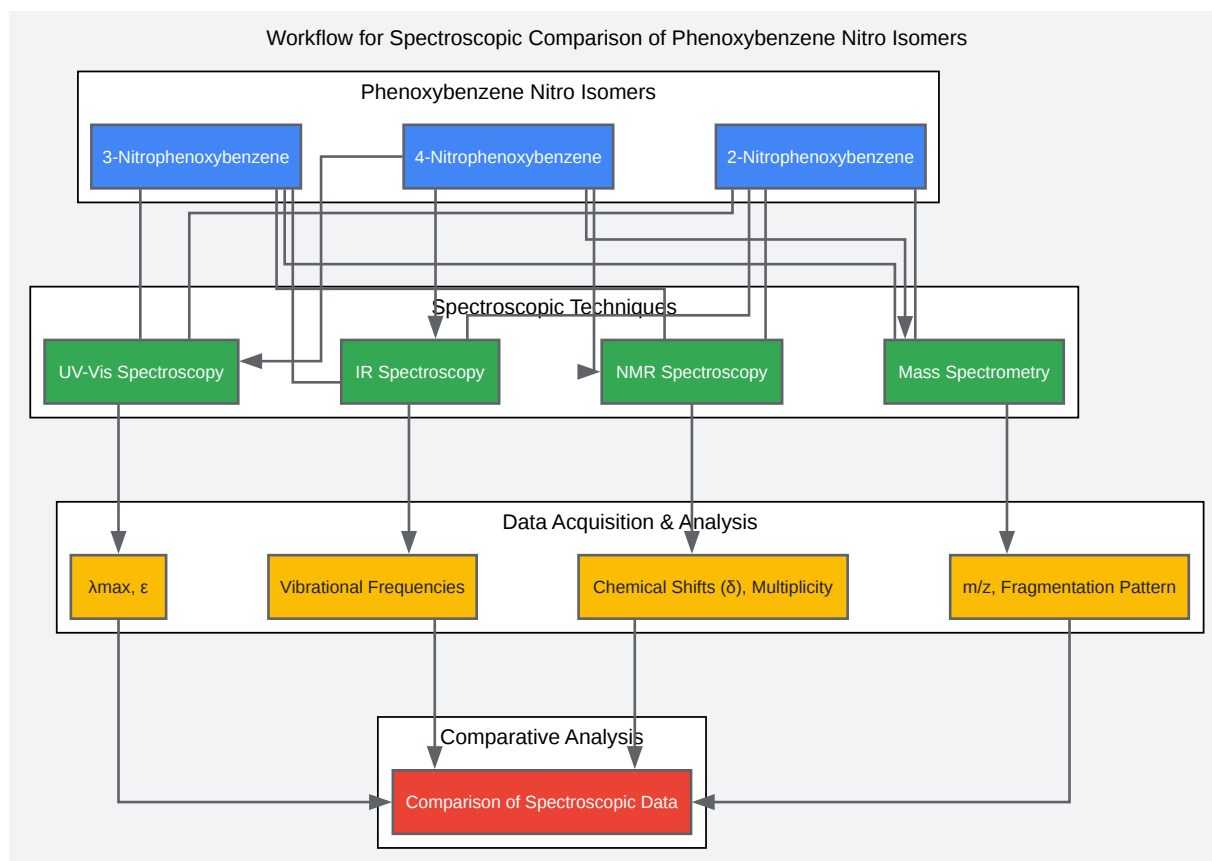 Workflow for Spectroscopic Comparison of Phenoxybenzene Nitro Isomers
Phenoxybenzene Nitro Isomers
3-Nitrophenoxybenzene
4-Nitrophenoxybenzene
2-Nitrophenoxybenzene
Spectroscopic Techniques
UV-Vis Spectroscopy
IR Spectroscopy
NMR Spectroscopy
Mass Spectrometry
Data Acquisition & Analysis
λmax, ε
Vibrational Frequencies
Chemical Shifts (δ), Multiplicity
m/z, Fragmentation Pattern
Comparative Analysis
Comparison of Spectroscopic Data